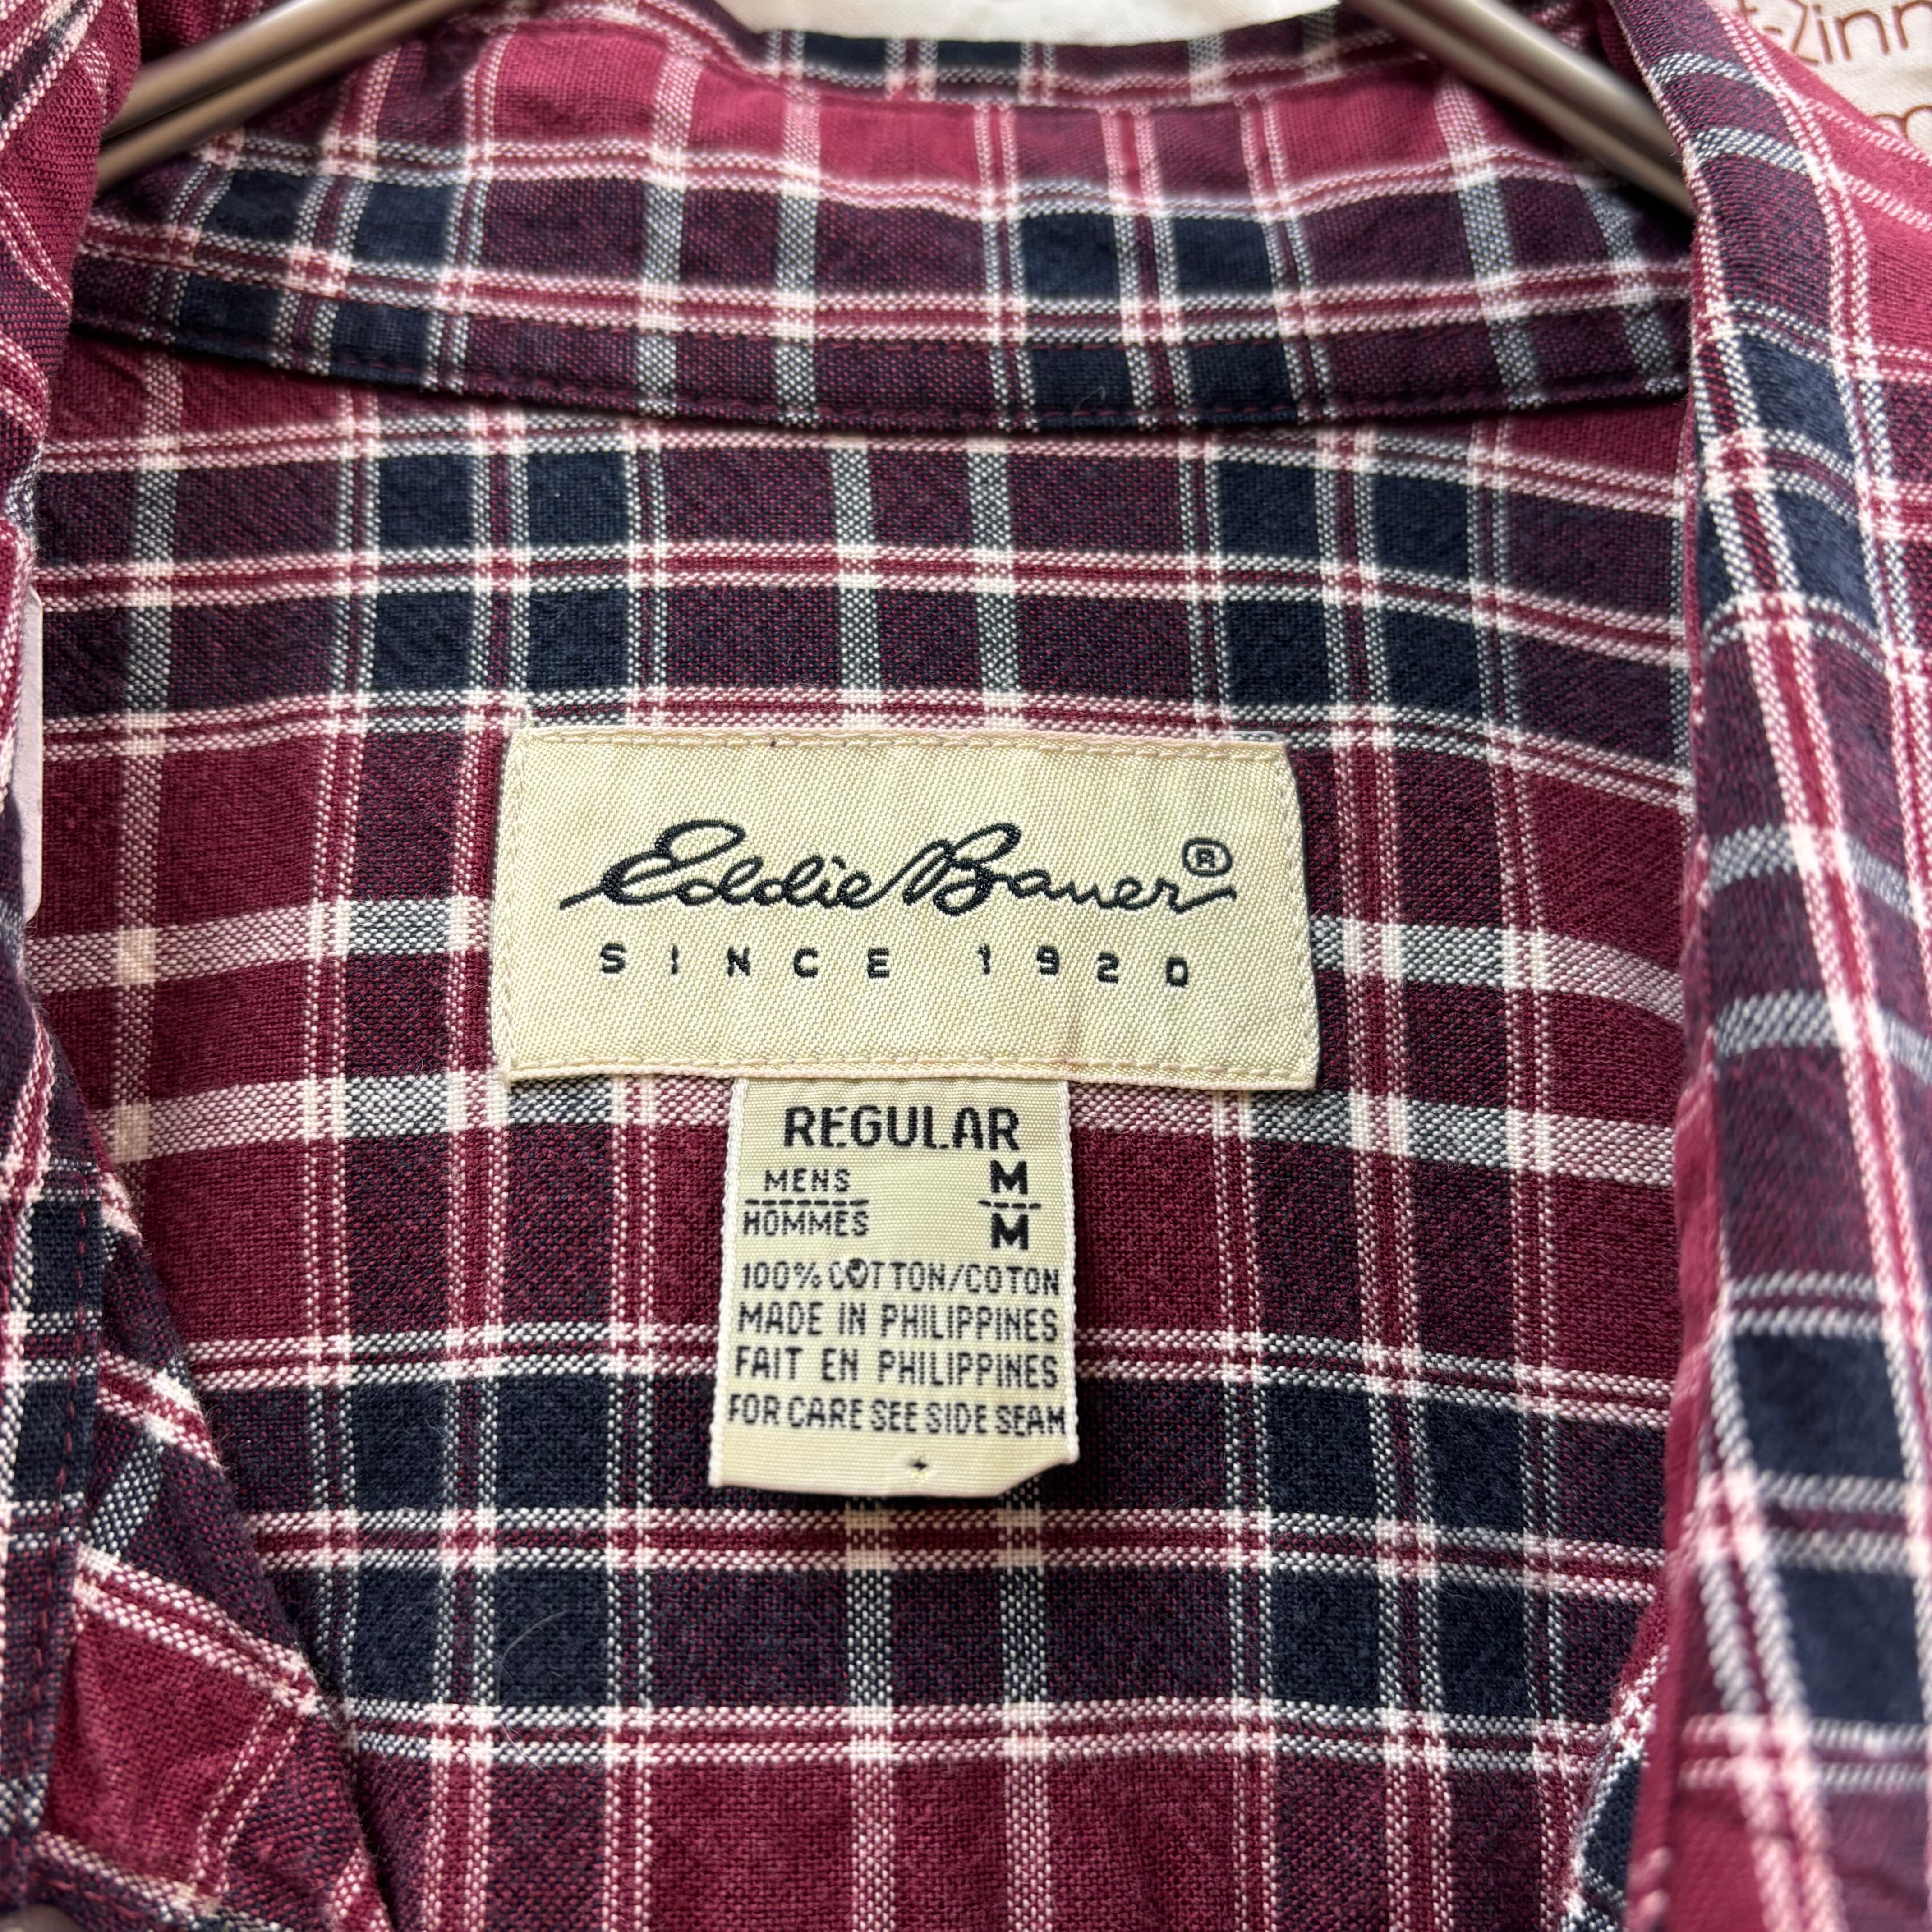 Eddie Bauer®
SINCE 1920
REGULAR
MENS M
HOMMES M
100% COTTON/COTON
MADE IN PHILIPPINES
FAIT EN PHILIPPINES
FOR CARE SEE SIDE SEAM